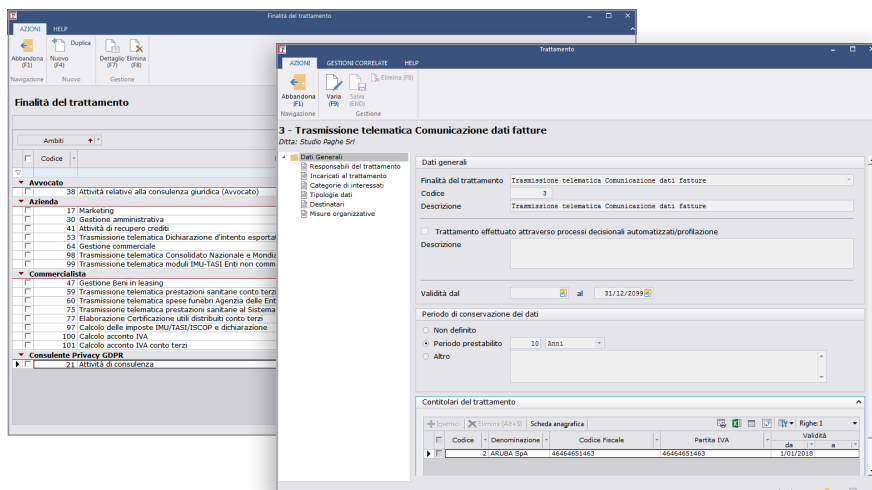 Finalità del trattamento
AZIONI HELP
Abbandona (F1)
Nuovo (F4)
Duplica
Dettaglio (F7)
Elimina (F8)
Navigazione Nuovo Gestione
Finalità del trattamento
Ambiti
Codice
Avvocato
38 Attività relative alla consulenza giuridica (Avvocato)
Azienda
17 Marketing
30 Gestione amministrativa
41 Attività di recupero crediti
53 Trasmissione telematica Dichiarazione d'intento esportat
64 Gestione commerciale
98 Trasmissione telematica Consolidato Nazionale e Mondia
99 Trasmissione telematica moduli IMU-TASI Enti non comm
Commercialista
47 Gestione Beni in leasing
59 Trasmissione telematica prestazioni sanitarie conto terzi
60 Trasmissione telematica spese funebri Agenzia delle Ent
75 Trasmissione telematica prestazioni sanitarie al Sistema
77 Elaborazione Certificazione utili distribuiti conto terzi
97 Calcolo delle imposte IMU/TASI/ISCOP e dichiarazione
100 Calcolo acconto IVA
101 Calcolo acconto IVA conto terzi
Consulente Privacy GDPR
21 Attività di consulenza
Trattamento
AZIONI GESTIONI CORRELATE HELP
Abbandona (F1)
Varia (F9)
Salva (END)
Elimina (F8)
Navigazione Gestione
3 - Trasmissione telematica Comunicazione dati fatture
Ditta: Studio Paghe Srl
Dati Generali
Responsabili del trattamento
Incaricati al trattamento
Categorie di interessati
Tipologie dati
Destinatari
Misure organizzative
Dati generali
Finalità del trattamento Trasmissione telematica Comunicazione dati fatture
Codice 3
Descrizione Trasmissione telematica Comunicazione dati fatture
Trattamento effettuato attraverso processi decisionali automatizzati/profilazione
Descrizione
Validità dal al 31/12/2099
Periodo di conservazione dei dati
Non definito
Periodo prestabilito 10 Anni
Altro
Contitolari del trattamento
Inserisci Elimina (Alt+S) Scheda anagrafica Righe:1
Codice Denominazione Codice Fiscale Partita IVA Validità
da a
2 ARUBA SpA 46464651463 46464651463 1/01/2018